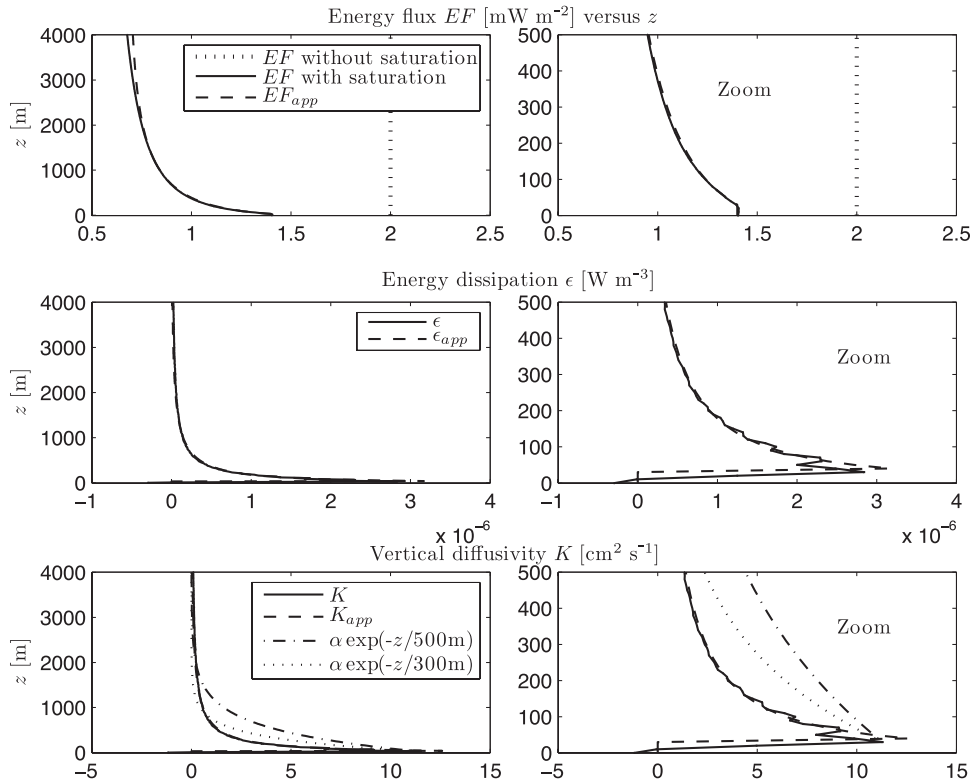 Energy flux EF [mW m⁻²] versus z
4000
3000
2000
1000
0
z [m]
EF without saturation
EF with saturation
EF_app
0.5 1 1.5 2 2.5
500
400
300
200
100
0
Zoom
0.5 1 1.5 2 2.5
Energy dissipation ϵ [W m⁻³]
4000
3000
2000
1000
0
z [m]
ϵ
ϵ_app
−1 0 1 2 3 4
x 10⁻⁶
500
400
300
200
100
0
Zoom
−1 0 1 2 3 4
x 10⁻⁶
Vertical diffusivity K [cm² s⁻¹]
4000
3000
2000
1000
0
z [m]
K
K_app
α exp(-z/500m)
α exp(-z/300m)
−5 0 5 10 15
500
400
300
200
100
0
Zoom
−5 0 5 10 15